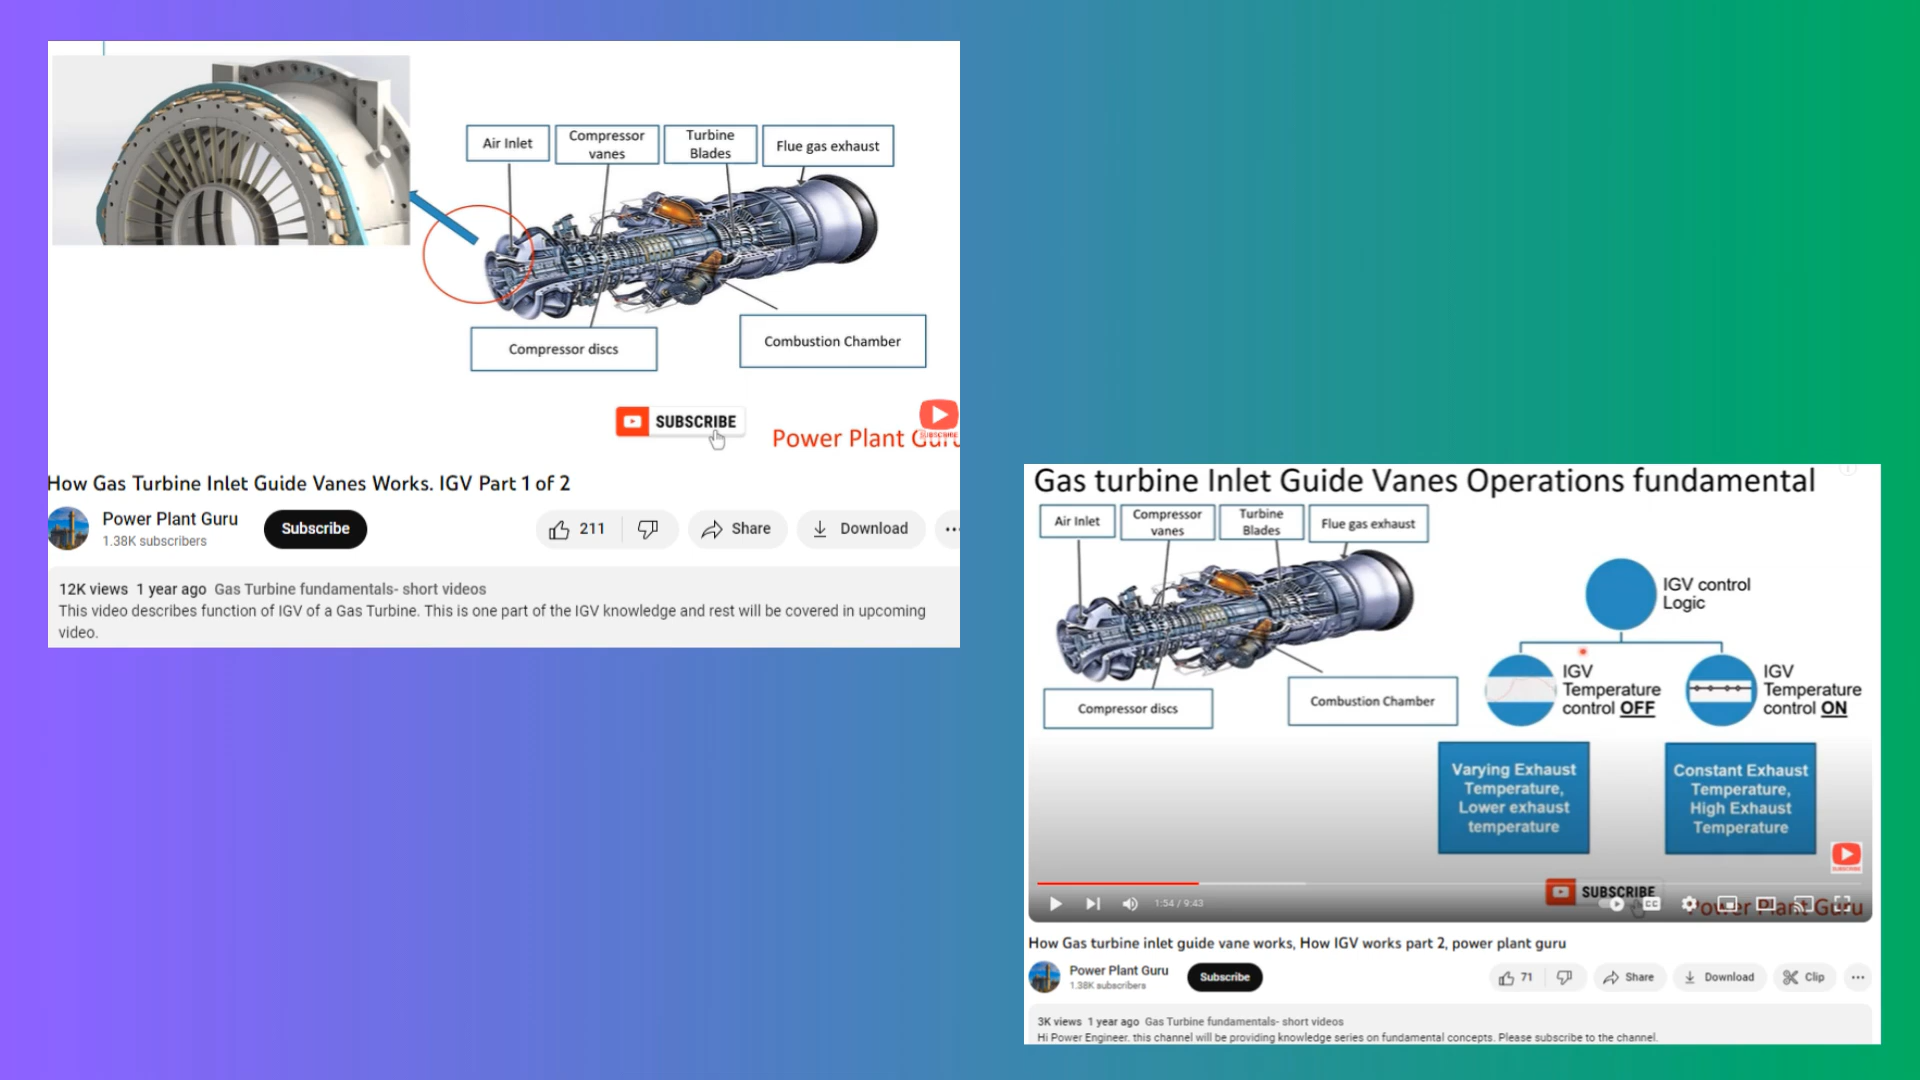 Air Inlet
Compressor
vanes
Turbine
Blades
Flue gas exhaust
Compressor discs
Combustion Chamber
SUBSCRIBE
SUBSCRIBE
Power Plant Guru
How Gas Turbine Inlet Guide Vanes Works. IGV Part 1 of 2
Power Plant Guru
1.38K subscribers
Subscribe
211
Share
Download
12K views 1 year ago Gas Turbine fundamentals- short videos
This video describes function of IGV of a Gas Turbine. This is one part of the IGV knowledge and rest will be covered in upcoming
video.
Gas turbine Inlet Guide Vanes Operations fundamental
Air Inlet
Compressor
vanes
Turbine
Blades
Flue gas exhaust
Compressor discs
Combustion Chamber
IGV control
Logic
IGV
Temperature
control OFF
IGV
Temperature
control ON
Varying Exhaust
Temperature,
Lower exhaust
temperature
Constant Exhaust
Temperature,
High Exhaust
Temperature
SUBSCRIBE
SUBSCRIBE
Power Plant Guru
1:54 / 9:43
CC
How Gas turbine inlet guide vane works, How IGV works part 2, power plant guru
Power Plant Guru
1.38K subscribers
Subscribe
71
Share
Download
Clip
3K views 1 year ago Gas Turbine fundamentals- short videos
Hi Power Engineer. this channel will be providing knowledge series on fundamental concepts. Please subscribe to the channel.